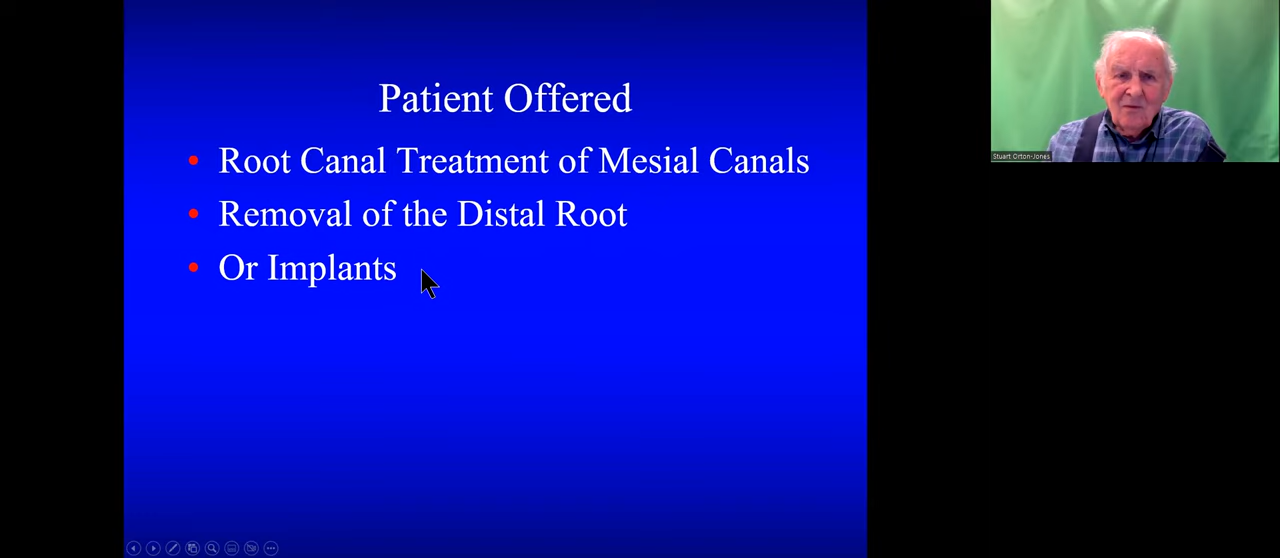 Patient Offered
Root Canal Treatment of Mesial Canals
Removal of the Distal Root
Or Implants
Stuart Orton-Jones